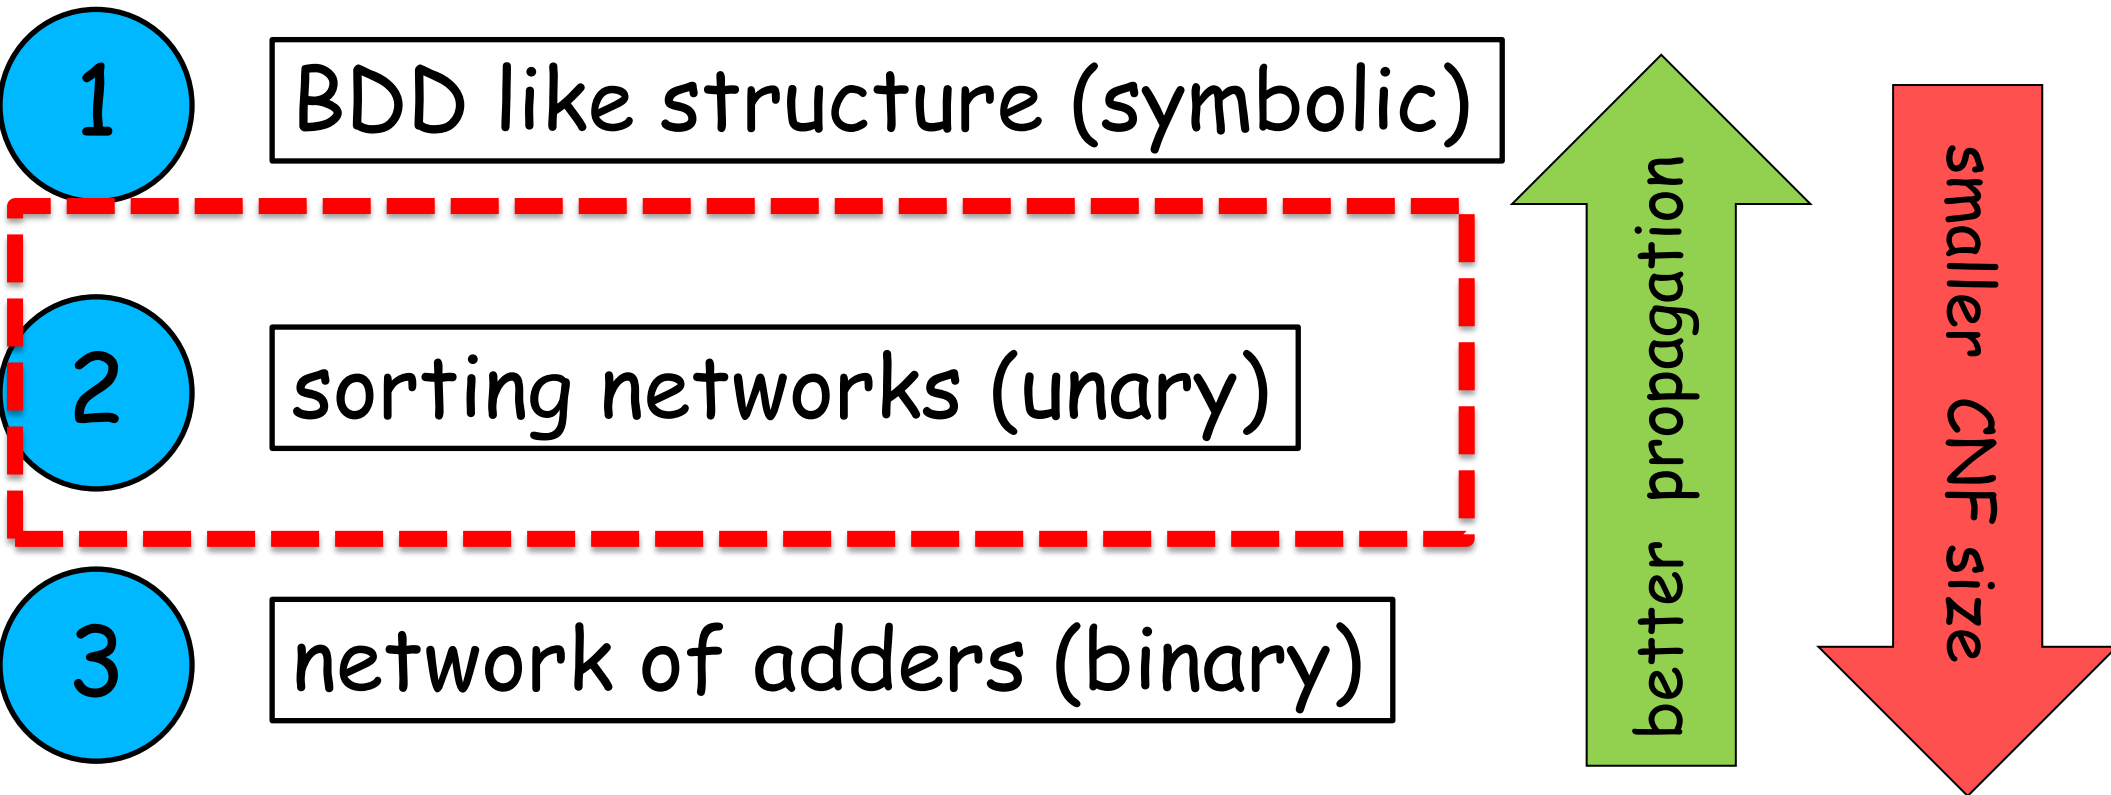 1
BDD like structure (symbolic)
2
sorting networks (unary)
3
network of adders (binary)
better propagation
smaller CNF size